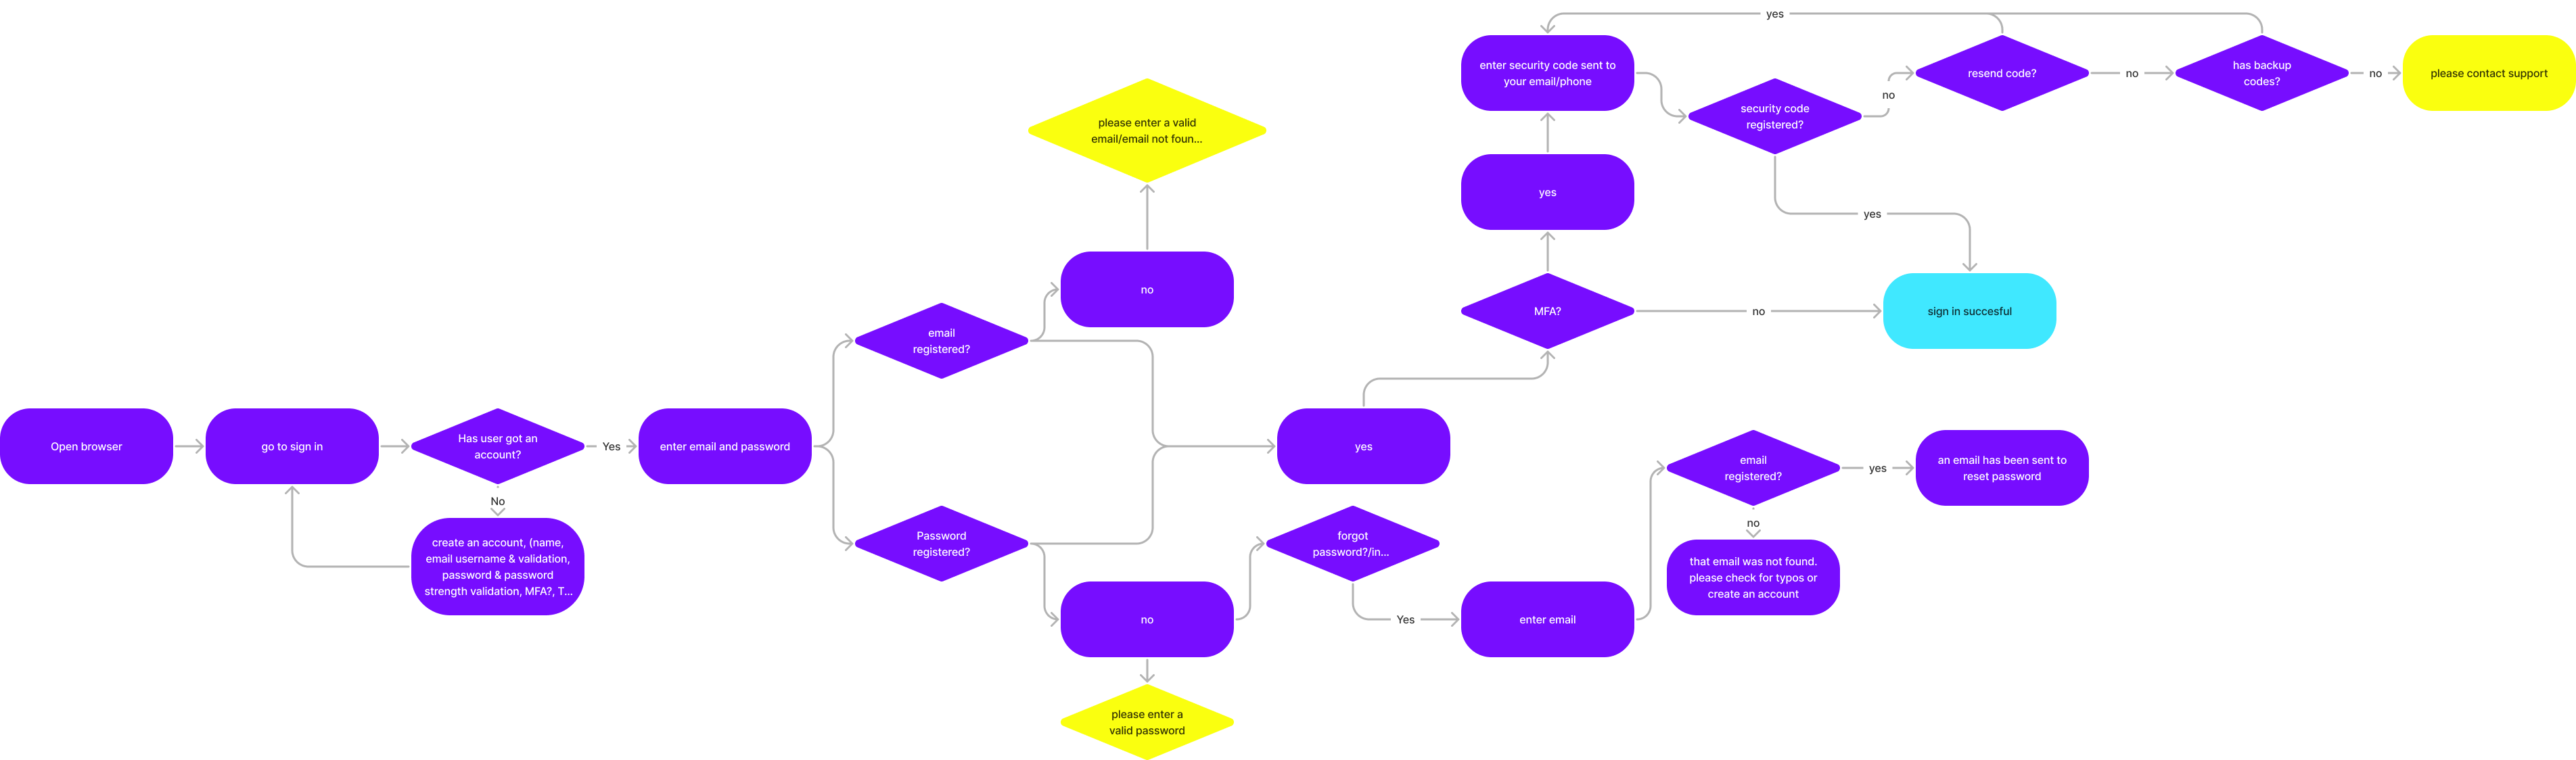 Open browser
go to sign in
Has user got an
account?
Yes
No
create an account, (name,
email username & validation,
password & password
strength validation, MFA?, T...
enter email and password
email
registered?
no
please enter a valid
email/email not foun...
Password
registered?
no
please enter a
valid password
yes
forgot
password?/in...
Yes
enter email
email
registered?
yes
an email has been sent to
reset password
no
that email was not found.
please check for typos or
create an account
MFA?
no
sign in succesful
yes
enter security code sent to
your email/phone
security code
registered?
yes
no
resend code?
yes
no
has backup
codes?
no
please contact support